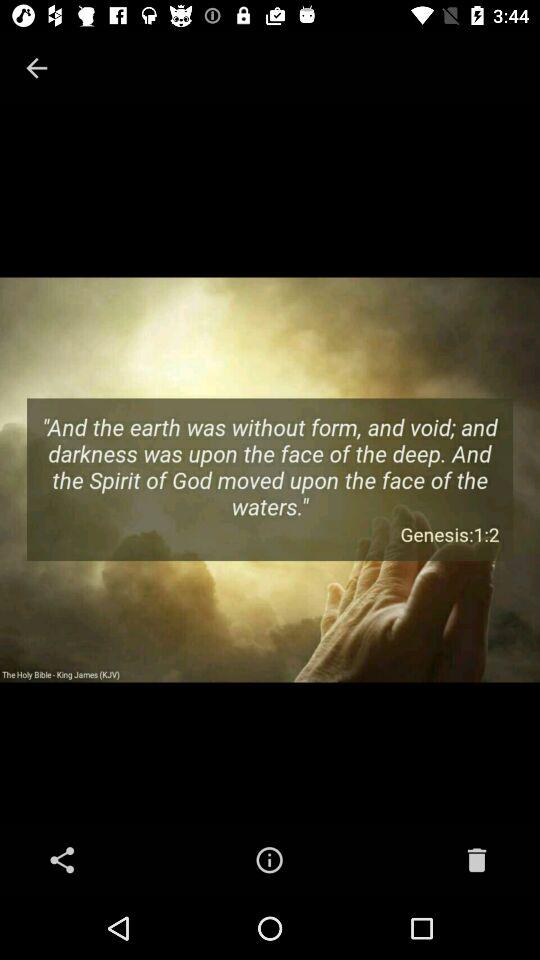 3:44
"And the earth was without form, and void; and
darkness was upon the face of the deep. And
the Spirit of God moved upon the face of the
waters."
Genesis:1:2
The Holy Bible - King James (KJV)